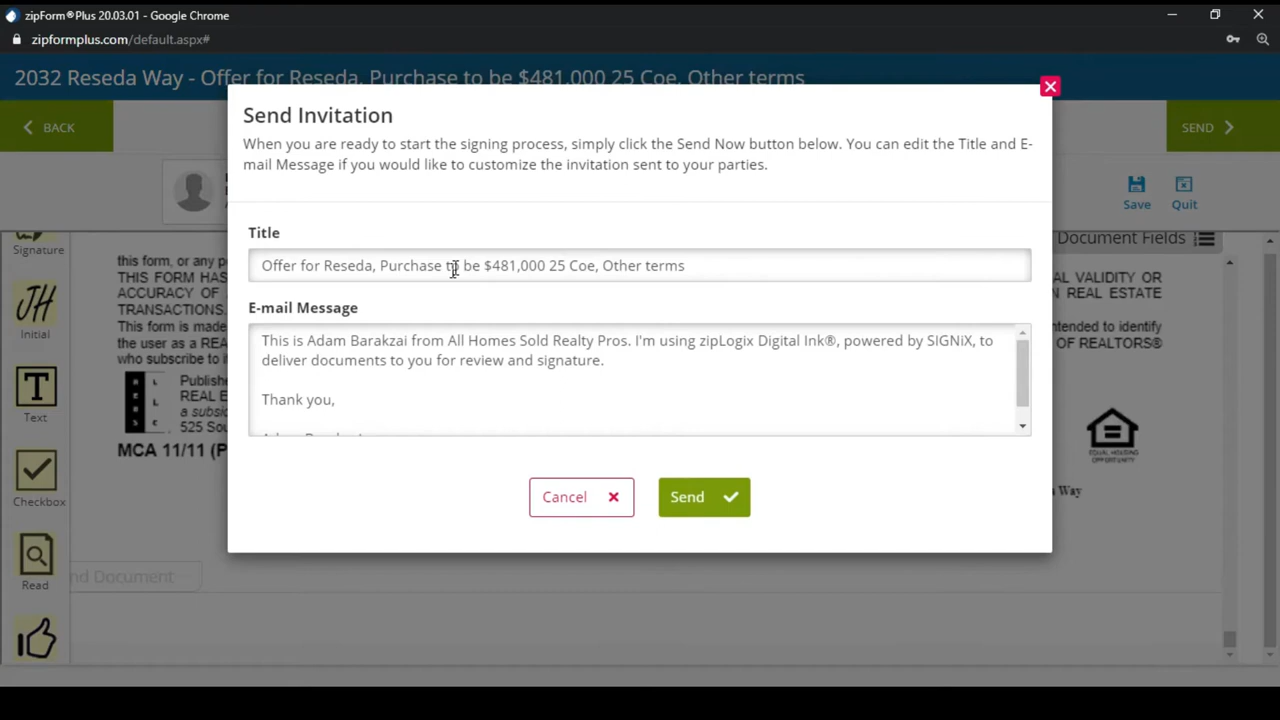 zipForm®Plus 20.03.01 - Google Chrome
zipformplus.com/default.aspx#
2032 Reseda Way - Offer for Reseda, Purchase to be $481,000 25 Coe, Other terms
BACK
SEND
Save
Quit
Document Fields
Send Invitation
When you are ready to start the signing process, simply click the Send Now button below. You can edit the Title and E-
mail Message if you would like to customize the invitation sent to your parties.
Title
Offer for Reseda, Purchase to be $481,000 25 Coe, Other terms
E-mail Message
This is Adam Barakzai from All Homes Sold Realty Pros. I'm using zipLogix Digital Ink®, powered by SIGNiX, to
deliver documents to you for review and signature.
Thank you,
Cancel
Send
Signature
Initial
Text
Checkbox
Read
this form, or any
THIS FORM HAS
ACCURACY OF
TRANSACTIONS.
This form is made
the user as a REA
who subscribe to i
Publishe
REAL E
a subsid
525 Sou
MCA 11/11 (P
AL VALIDITY OR
REAL ESTATE
ntended to identify
of REALTORS®
EQUAL HOUSING
OPPORTUNITY
Way
nd Document